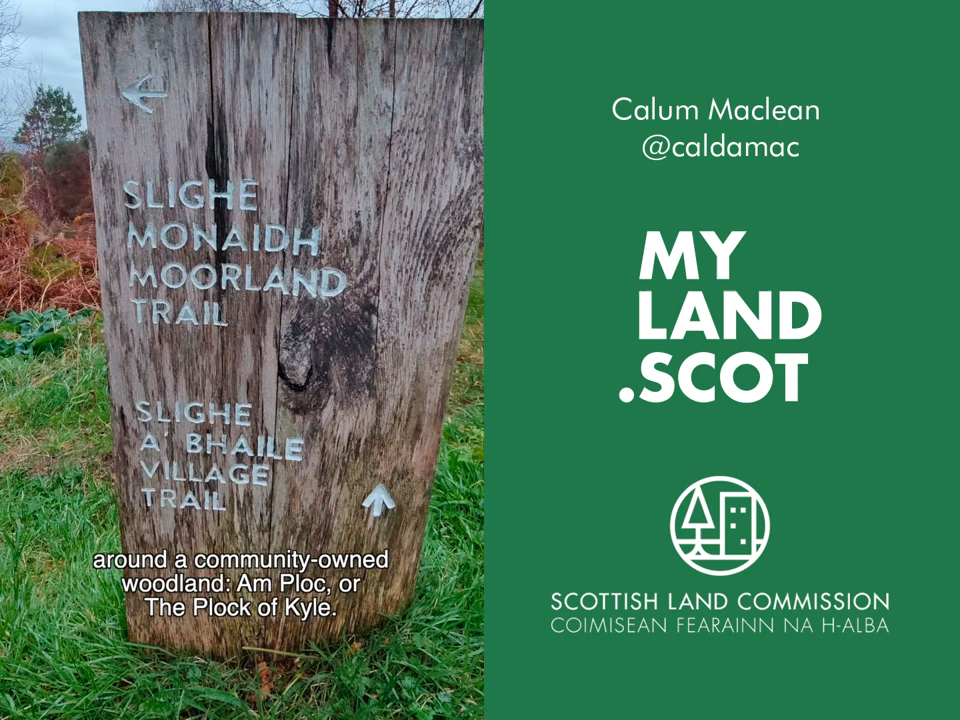 SLIGHE
MONAIDH
MOORLAND
TRAIL
SLIGHE
A' BHAILE
VILLAGE
TRAIL
around a community-owned
woodland: Am Ploc, or
The Plock of Kyle.
Calum Maclean
@caldamac
MY
LAND
.SCOT
SCOTTISH LAND COMMISSION
COIMISEAN FEARAINN NA H-ALBA